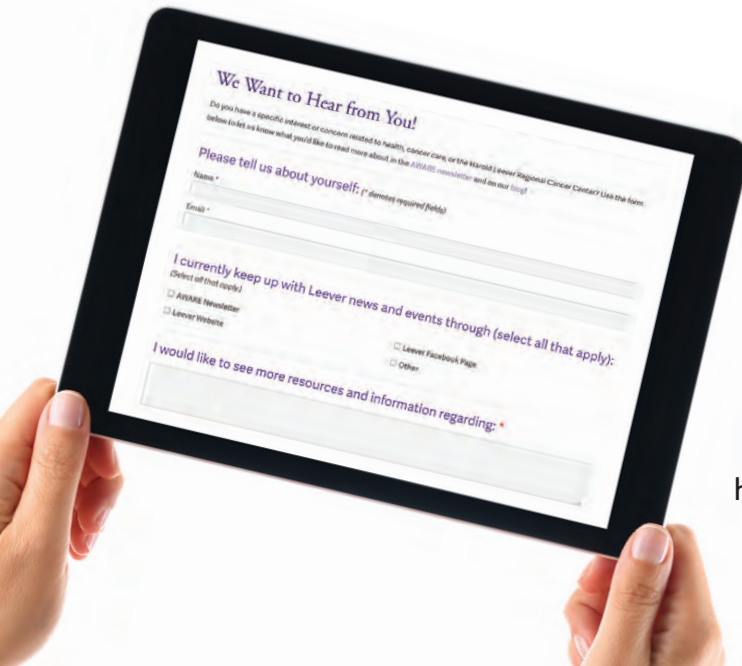 We Want to Hear from You!
Do you have a specific interest or concern related to health, cancer care, or the Harold Leever Regional Cancer Center? Use the form
below to let us know what you'd like to read more about in the AWARE newsletter and on our blog!
Please tell us about yourself: (* denotes required fields)
Name *
Email *
I currently keep up with Leever news and events through (select all that apply):
(Select all that apply)
AWARE Newsletter
Leever Facebook Page
Leever Website
Other
I would like to see more resources and information regarding: *
h